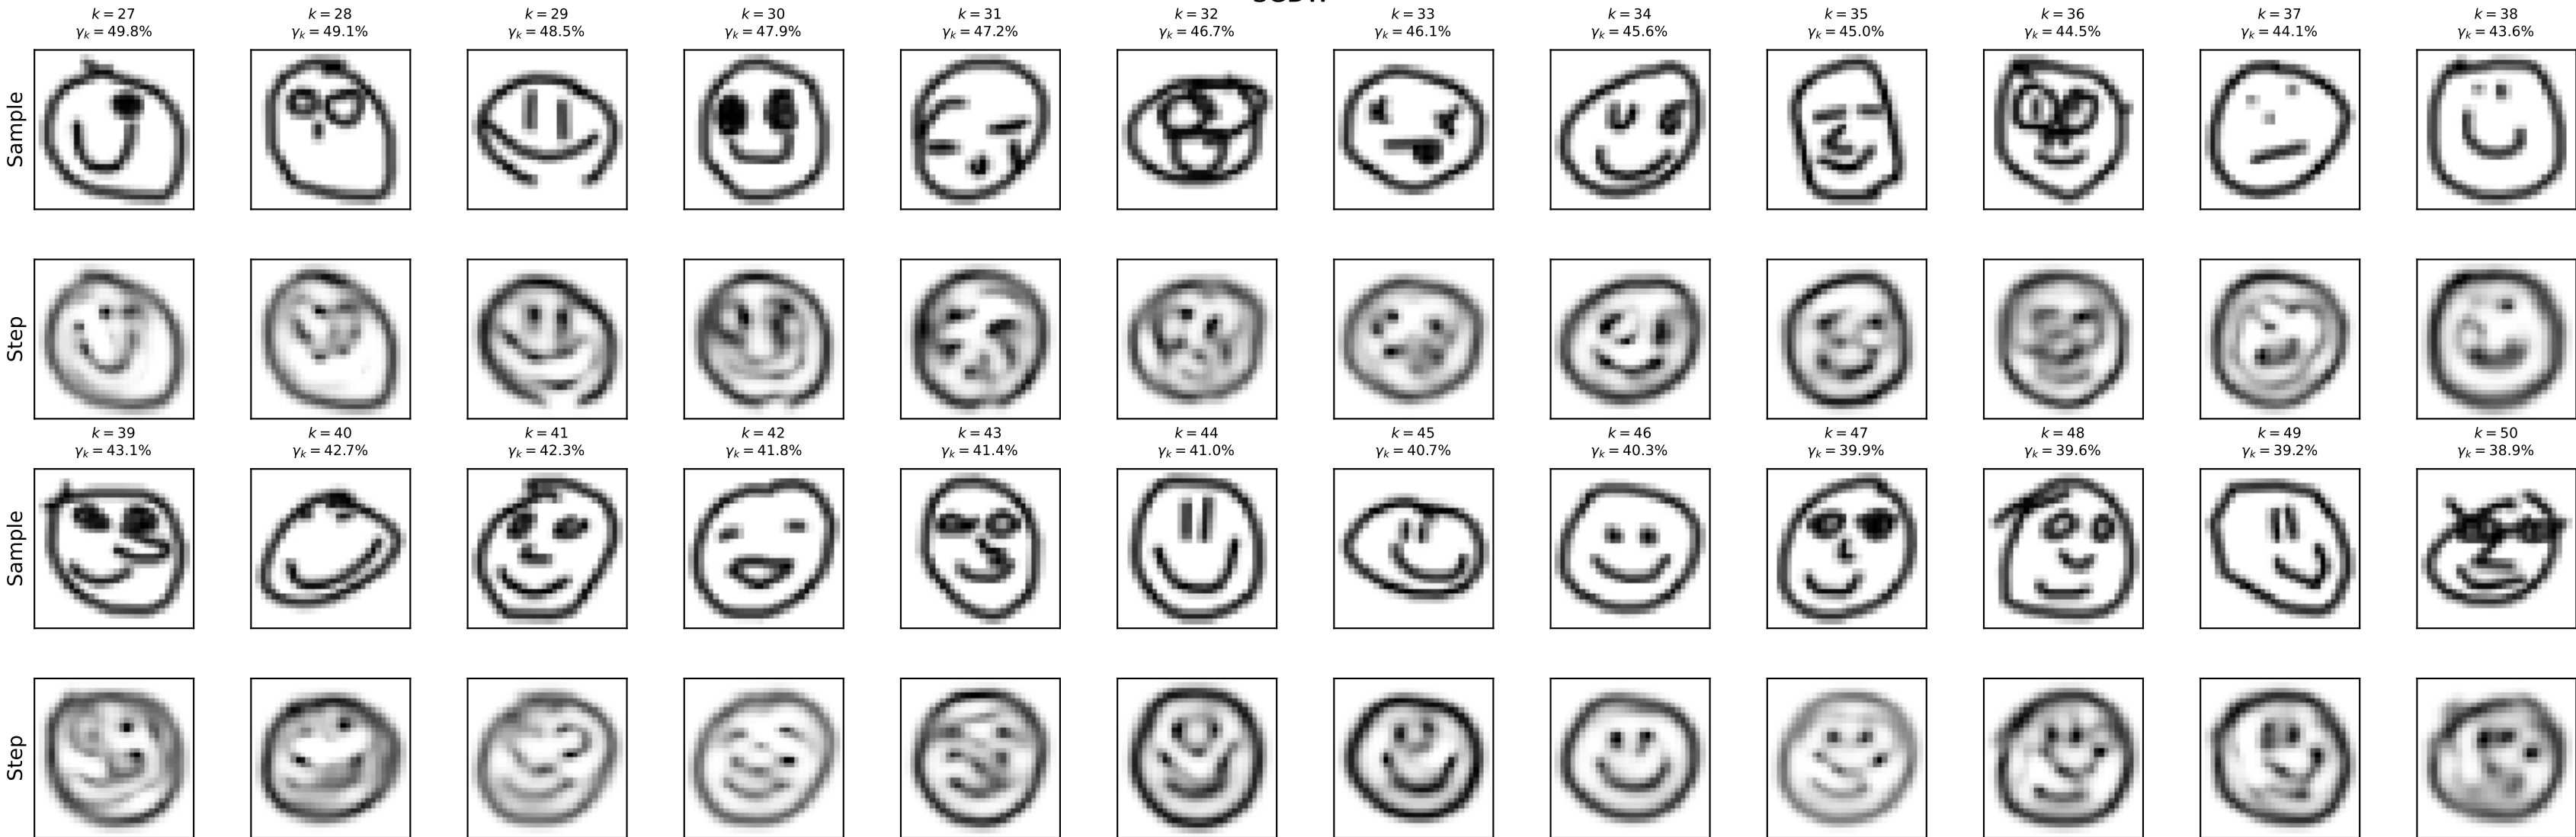 k = 27
γk = 49.8%
k = 28
γk = 49.1%
k = 29
γk = 48.5%
k = 30
γk = 47.9%
k = 31
γk = 47.2%
k = 32
γk = 46.7%
k = 33
γk = 46.1%
k = 34
γk = 45.6%
k = 35
γk = 45.0%
k = 36
γk = 44.5%
k = 37
γk = 44.1%
k = 38
γk = 43.6%
Sample
Step
k = 39
γk = 43.1%
k = 40
γk = 42.7%
k = 41
γk = 42.3%
k = 42
γk = 41.8%
k = 43
γk = 41.4%
k = 44
γk = 41.0%
k = 45
γk = 40.7%
k = 46
γk = 40.3%
k = 47
γk = 39.9%
k = 48
γk = 39.6%
k = 49
γk = 39.2%
k = 50
γk = 38.9%
Sample
Step